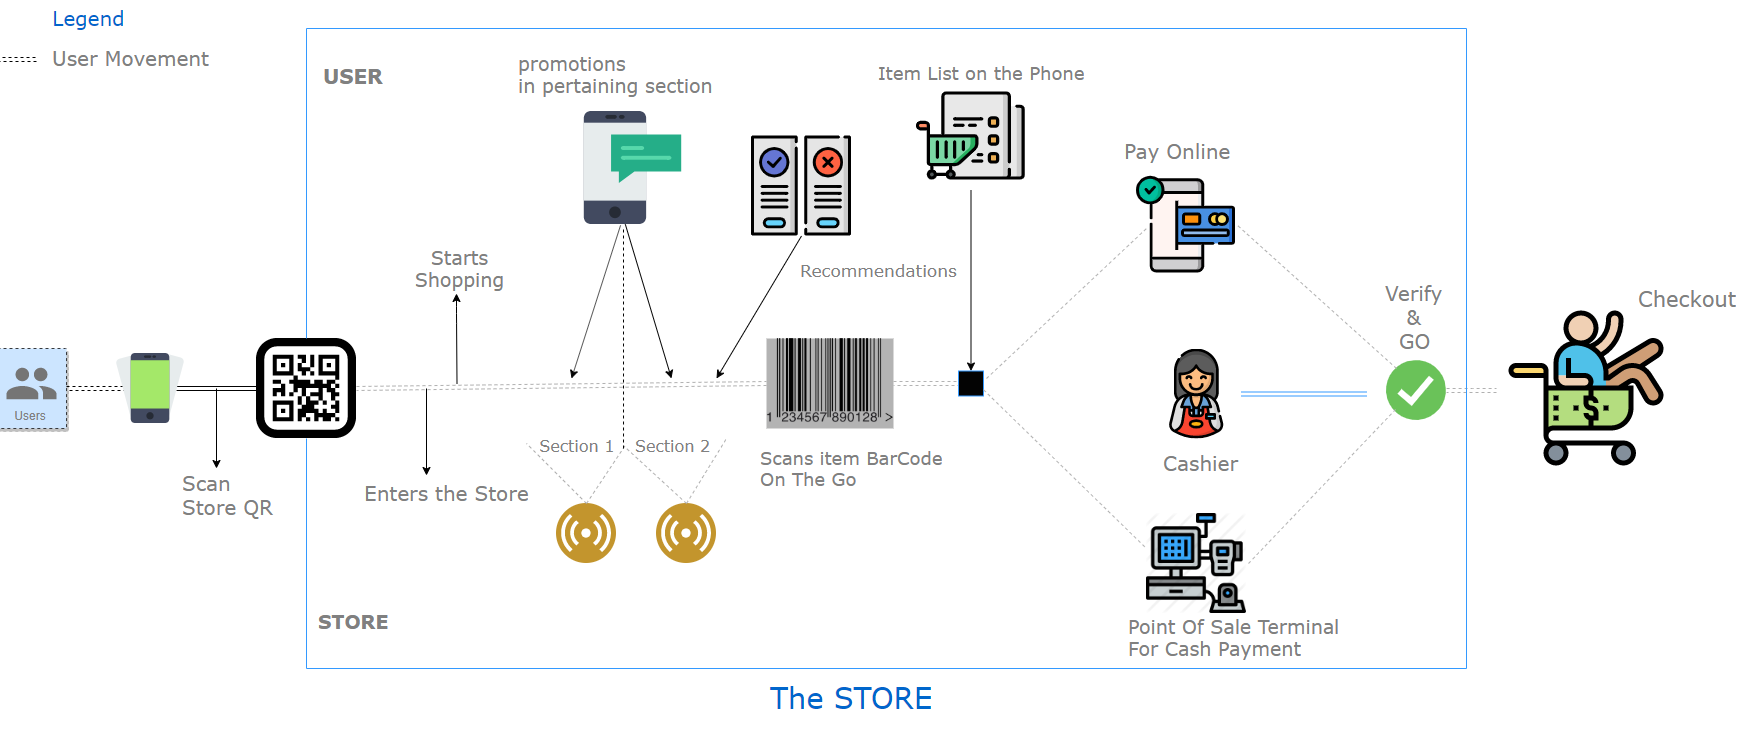 Legend
User Movement
USER
promotions
in pertaining section
Item List on the Phone
Pay Online
Starts
Shopping
Recommendations
Verify
&
GO
Checkout
Users
1 234567 890128 >
Section 1
Section 2
Scans item BarCode
On The Go
Cashier
Scan
Store QR
Enters the Store
STORE
Point Of Sale Terminal
For Cash Payment
The STORE
$